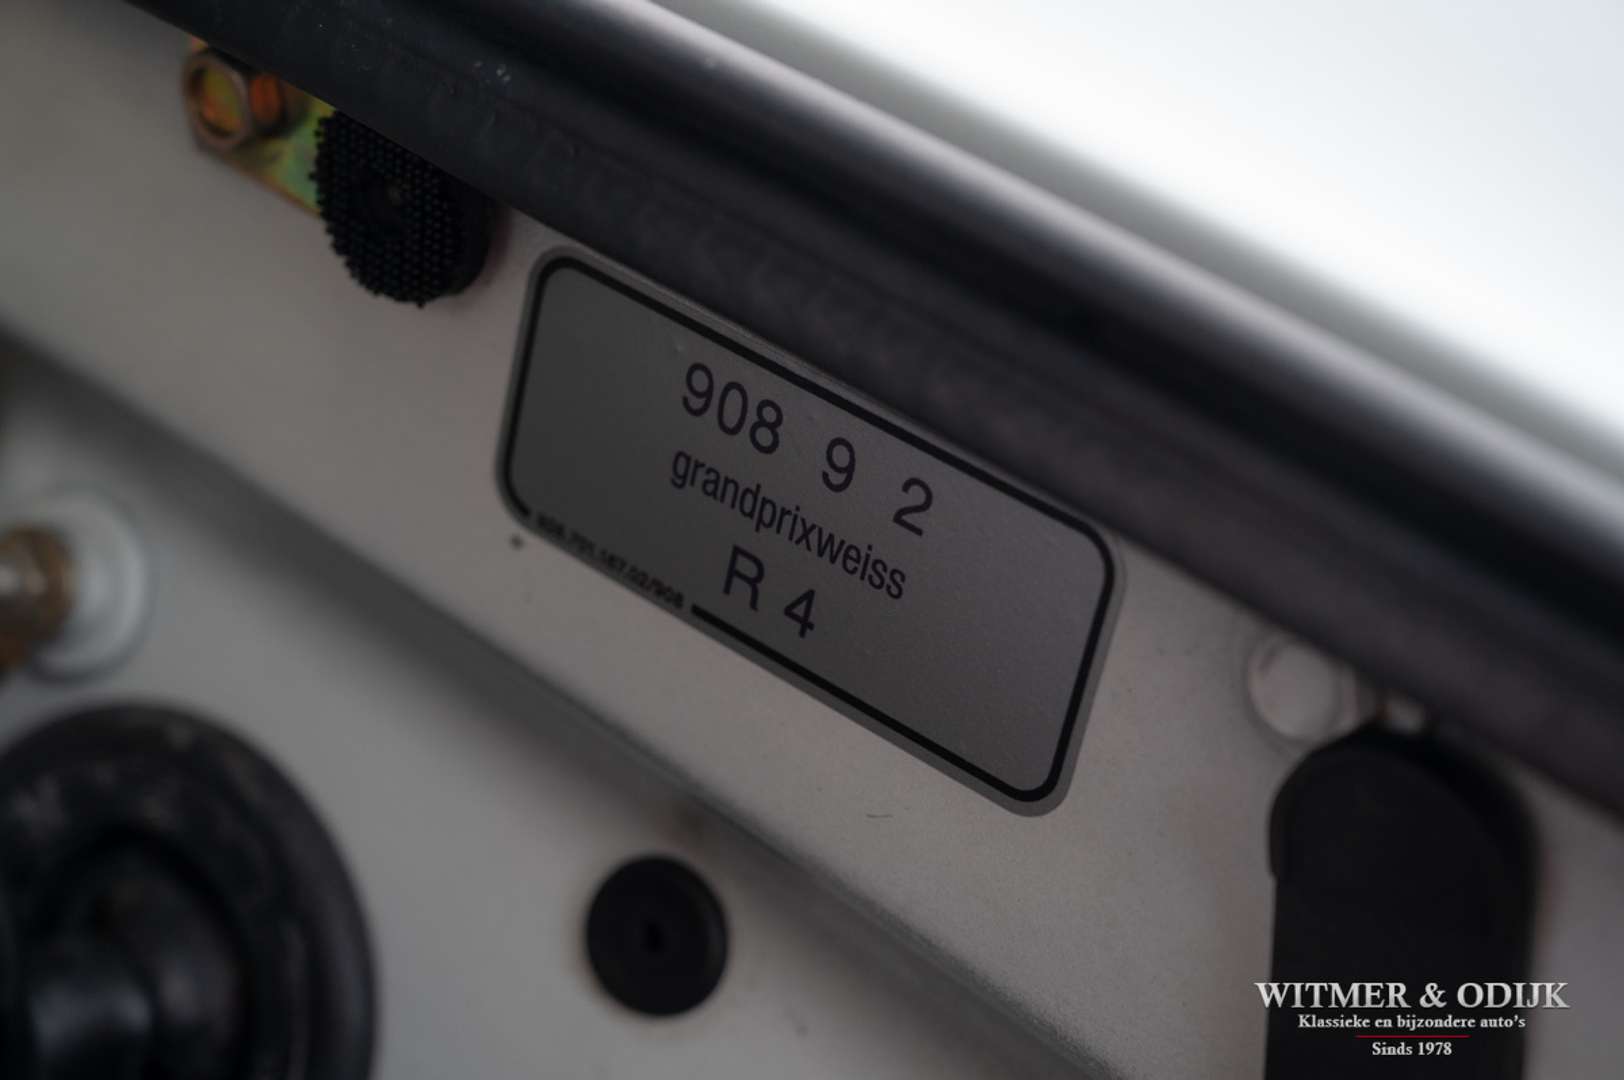 908 9 2
grandprixweiss
R 4
WITMER & ODIJK
Klassieke en bijzondere auto's
Sinds 1978